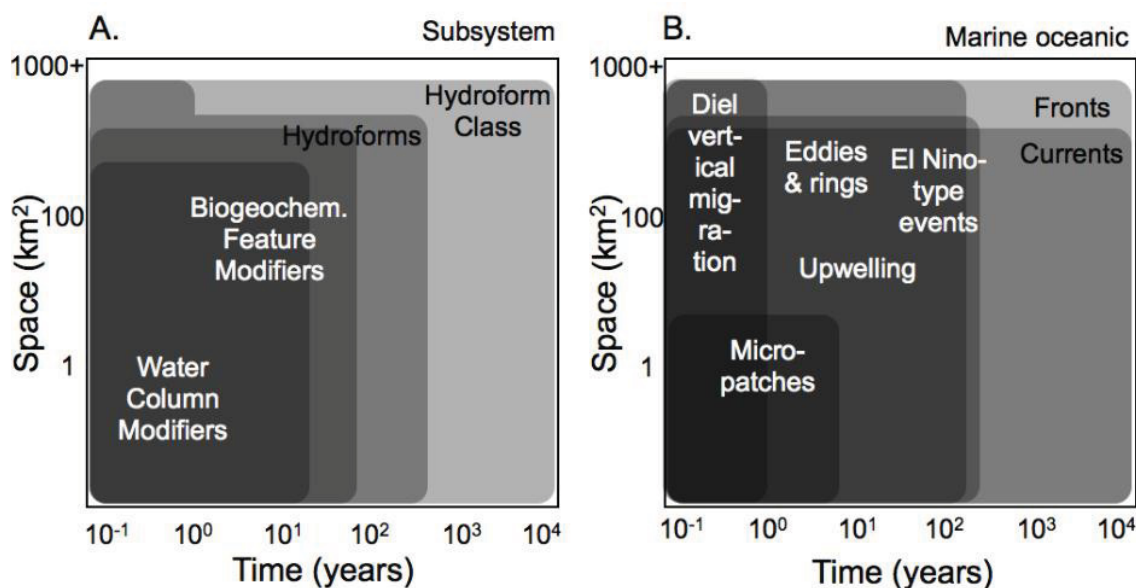 A.
Subsystem
1000+
100
1
Space (km²)
Hydroform
Class
Hydroforms
Biogeochem.
Feature
Modifiers
Water
Column
Modifiers
10⁻¹ 10⁰ 10¹ 10² 10³ 10⁴
Time (years)
B.
Marine oceanic
1000+
100
1
Space (km²)
Diel
vert-
ical
mig-
ra-
tion
Eddies
& rings
El Nino-
type
events
Fronts
Currents
Upwelling
Micro-
patches
10⁻¹ 10⁰ 10¹ 10² 10³ 10⁴
Time (years)